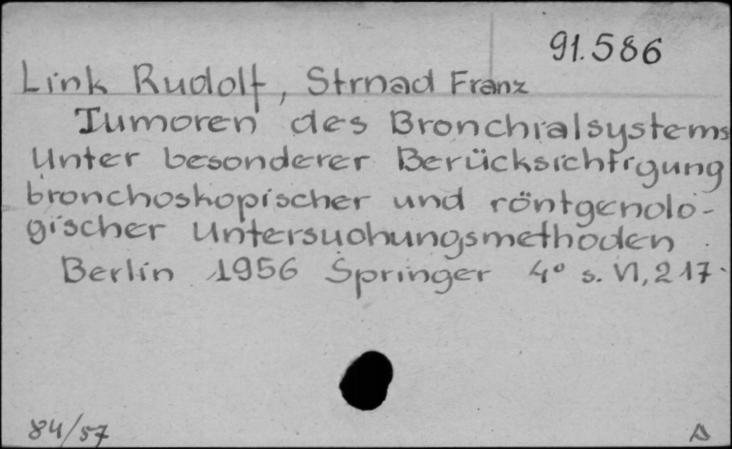 91.586
Link Rudolf, Strnad Franz
Tumoren des Bronchialsystems
Unter besonderer Berücksichtigung
bronchoskopischer und röntgenolo-
gischer Untersuchungsmethoden
Berlin 1956 Springer 4° s. VI, 217.
84/57